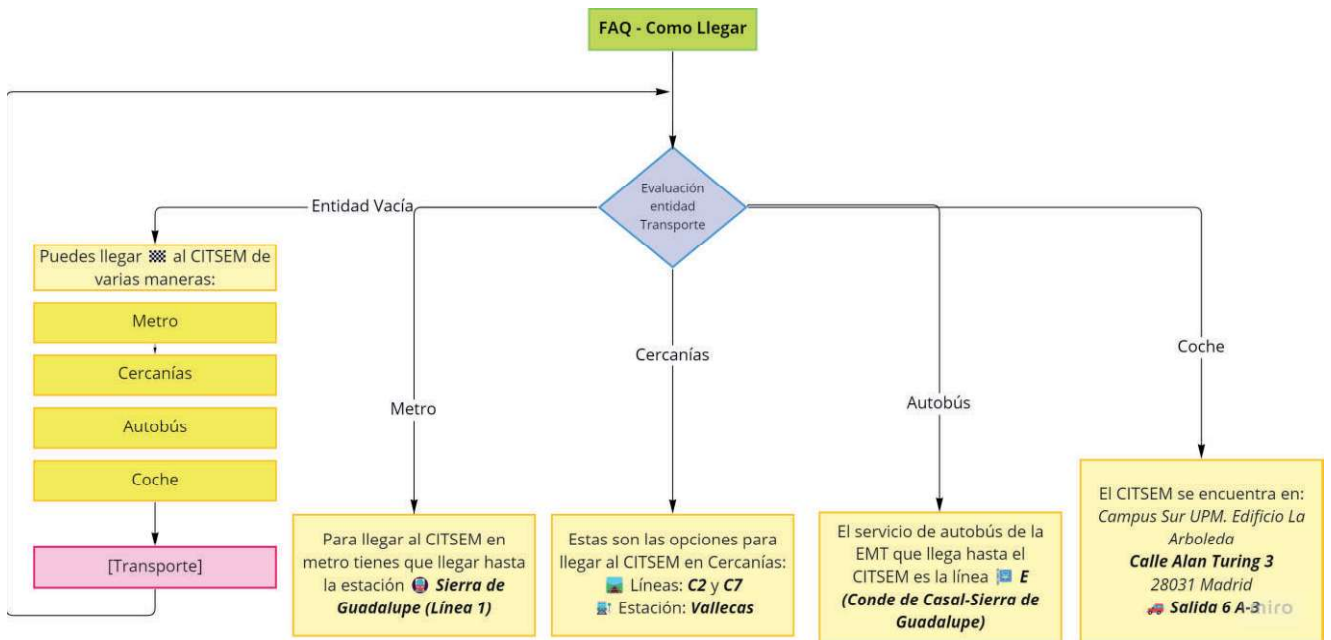 FAQ - Como Llegar
Evaluación
entidad
Transporte
Entidad Vacía
Puedes llegar 🏁 al CITSEM de
varias maneras:
Metro
Cercanías
Autobús
Coche
[Transporte]
Metro
Para llegar al CITSEM en
metro tienes que llegar hasta
la estación 🚇 Sierra de
Guadalupe (Línea 1)
Cercanías
Estas son las opciones para
llegar al CITSEM en Cercanías:
🛤️ Líneas: C2 y C7
🚉 Estación: Vallecas
Autobús
El servicio de autobús de la
EMT que llega hasta el
CITSEM es la línea 🚏 E
(Conde de Casal-Sierra de
Guadalupe)
Coche
El CITSEM se encuentra en:
Campus Sur UPM. Edificio La
Arboleda
Calle Alan Turing 3
28031 Madrid
🚗 Salida 6 A-3
miro